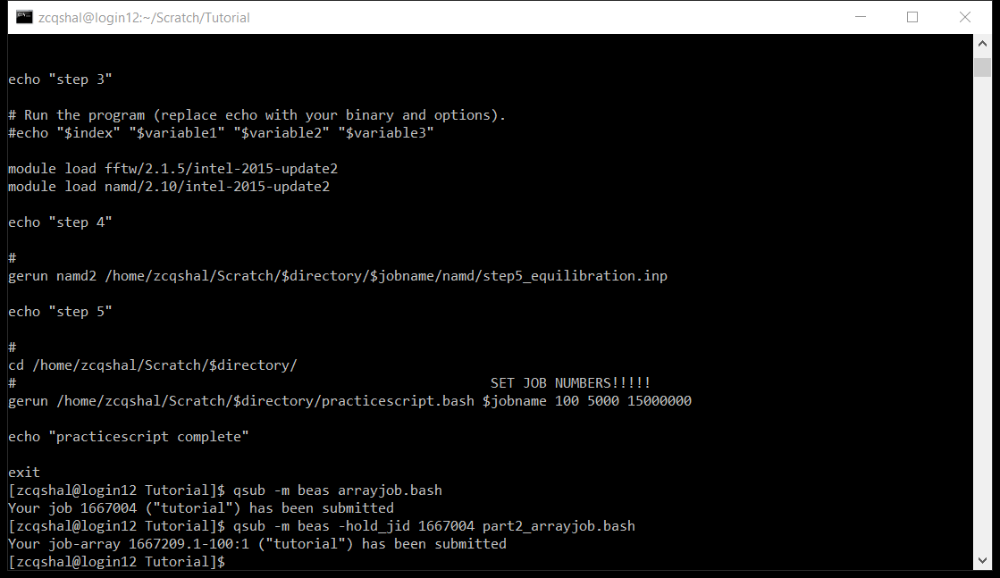 zcqshal@login12:~/Scratch/Tutorial
echo "step 3"
# Run the program (replace echo with your binary and options).
#echo "$index" "$variable1" "$variable2" "$variable3"
module load fftw/2.1.5/intel-2015-update2
module load namd/2.10/intel-2015-update2
echo "step 4"
#
gerun namd2 /home/zcqshal/Scratch/$directory/$jobname/namd/step5_equilibration.inp
echo "step 5"
#
cd /home/zcqshal/Scratch/$directory/
# SET JOB NUMBERS!!!!!
gerun /home/zcqshal/Scratch/$directory/practicescript.bash $jobname 100 5000 15000000
echo "practicescript complete"
exit
[zcqshal@login12 Tutorial]$ qsub -m beas arrayjob.bash
Your job 1667004 ("tutorial") has been submitted
[zcqshal@login12 Tutorial]$ qsub -m beas -hold_jid 1667004 part2_arrayjob.bash
Your job-array 1667209.1-100:1 ("tutorial") has been submitted
[zcqshal@login12 Tutorial]$